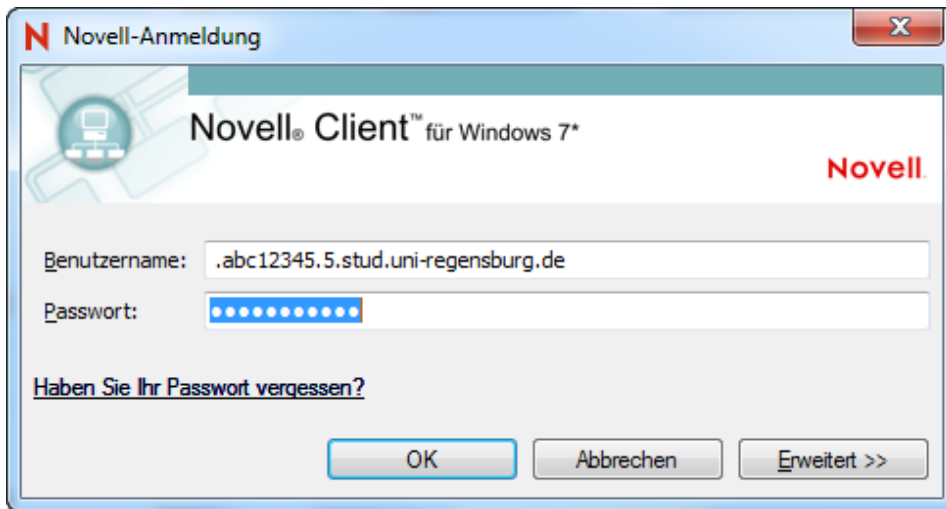 N Novell-Anmeldung
Novell® Client™ für Windows 7*
Novell.
Benutzername: .abc12345.5.stud.uni-regensburg.de
Passwort: ●●●●●●●●●●●
Haben Sie Ihr Passwort vergessen?
OK Abbrechen Erweitert >>